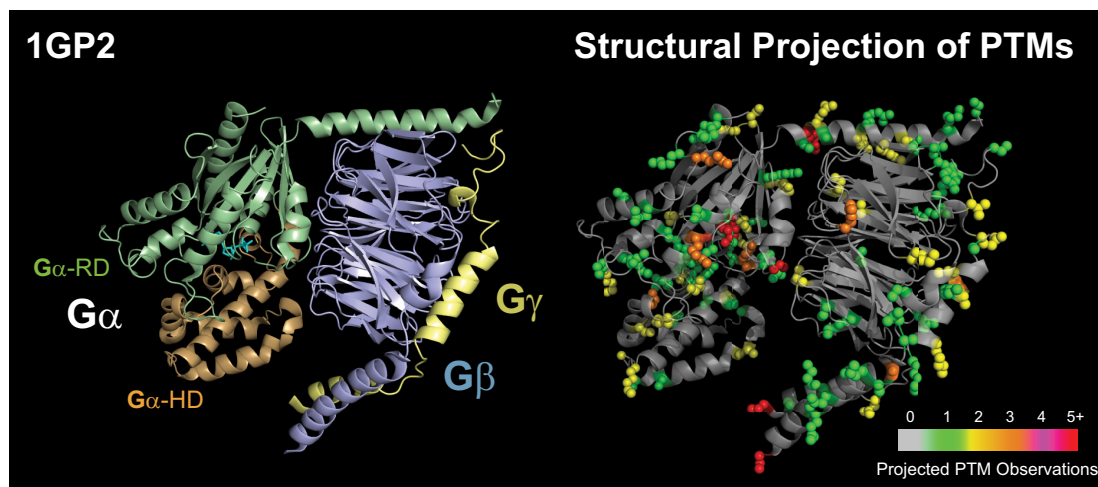 1GP2
Structural Projection of PTMs
Gα-RD
Gα
Gγ
Gβ
Gα-HD
0 1 2 3 4 5+
Projected PTM Observations